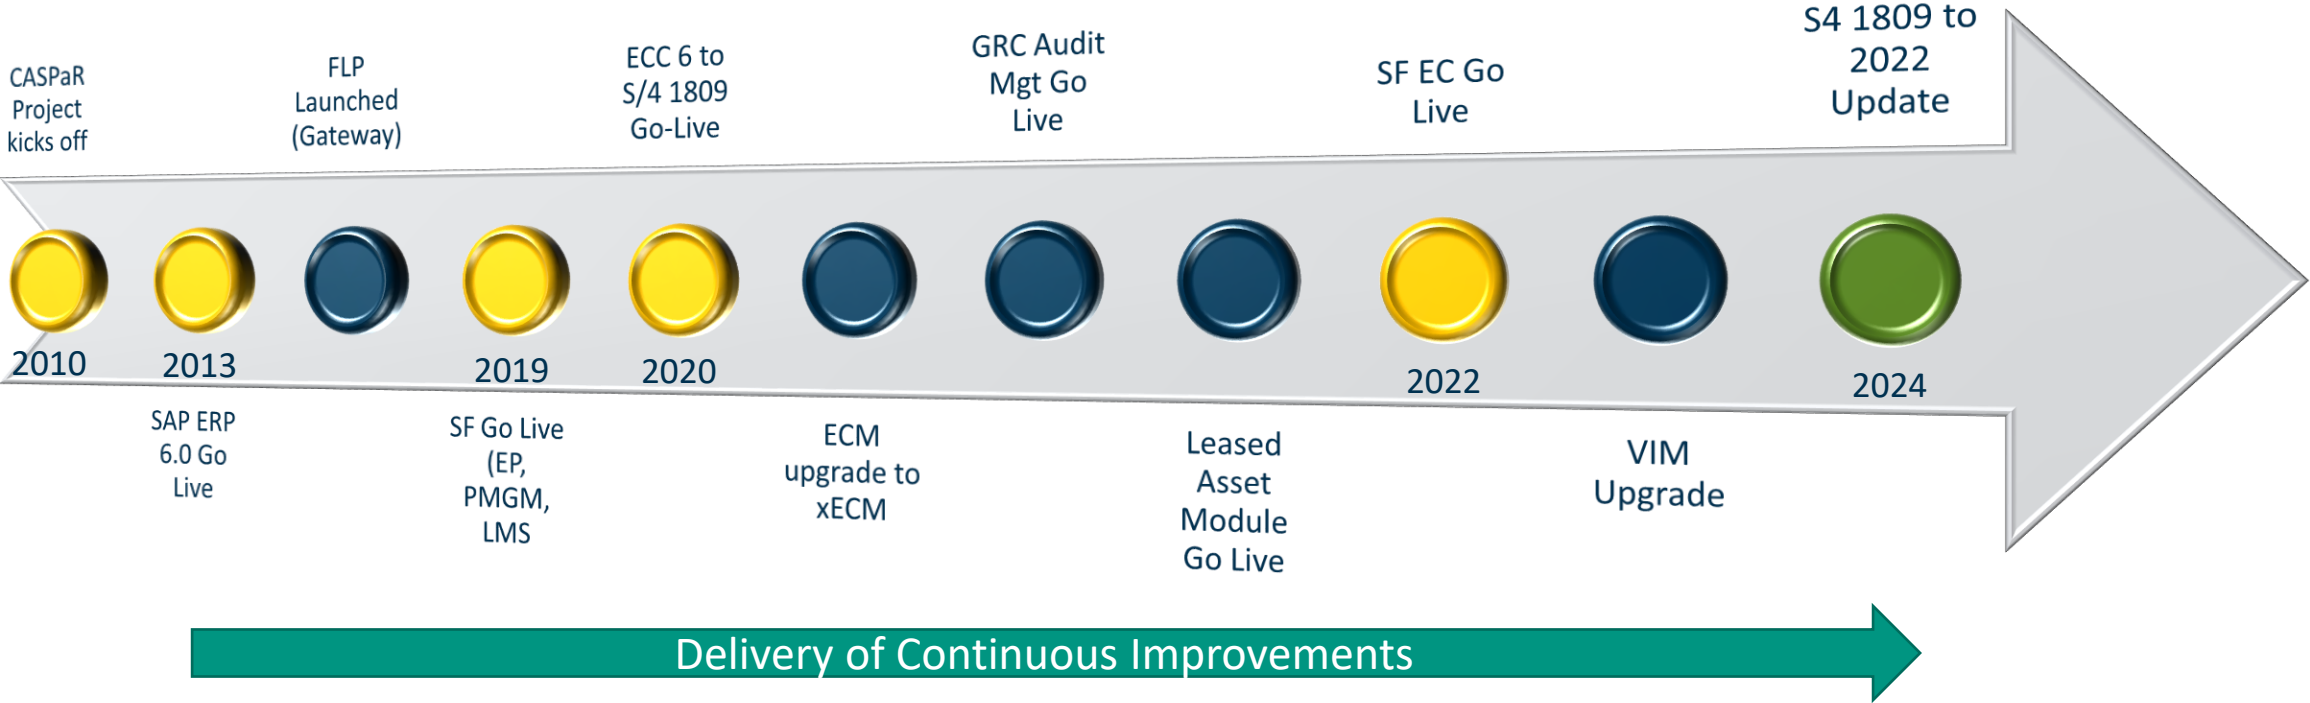 CASPaR
Project
kicks off
FLP
Launched
(Gateway)
ECC 6 to
S/4 1809
Go-Live
GRC Audit
Mgt Go
Live
SF EC Go
Live
S4 1809 to
2022
Update
2010
2013
2019
2020
2022
2024
SAP ERP
6.0 Go
Live
SF Go Live
(EP,
PMGM,
LMS
ECM
upgrade to
xECM
Leased
Asset
Module
Go Live
VIM
Upgrade
Delivery of Continuous Improvements